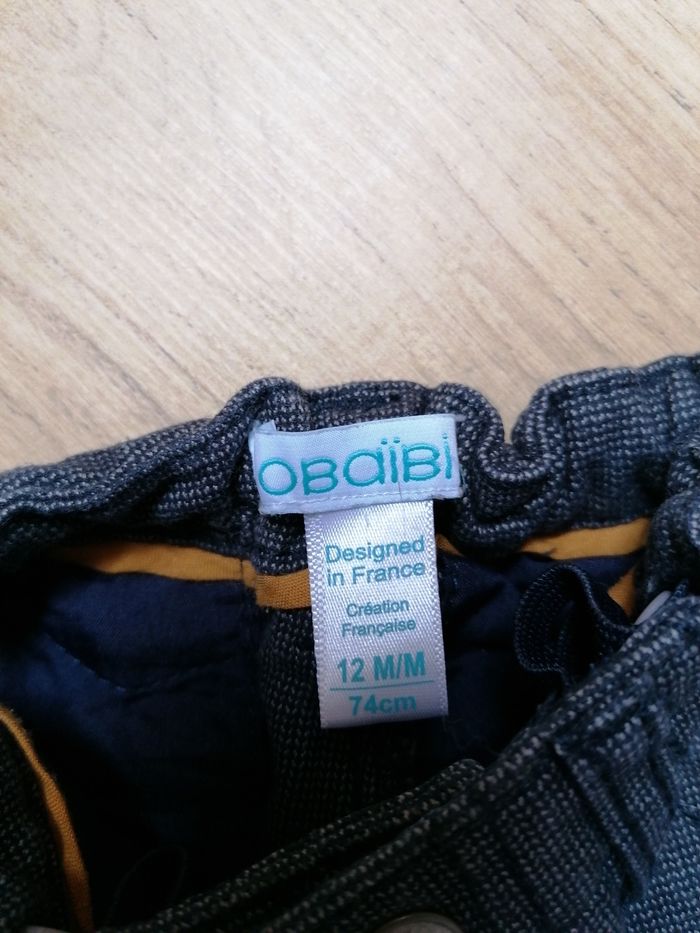 OBaïBi
Designed
in France
Création
Française
12 M/M
74cm